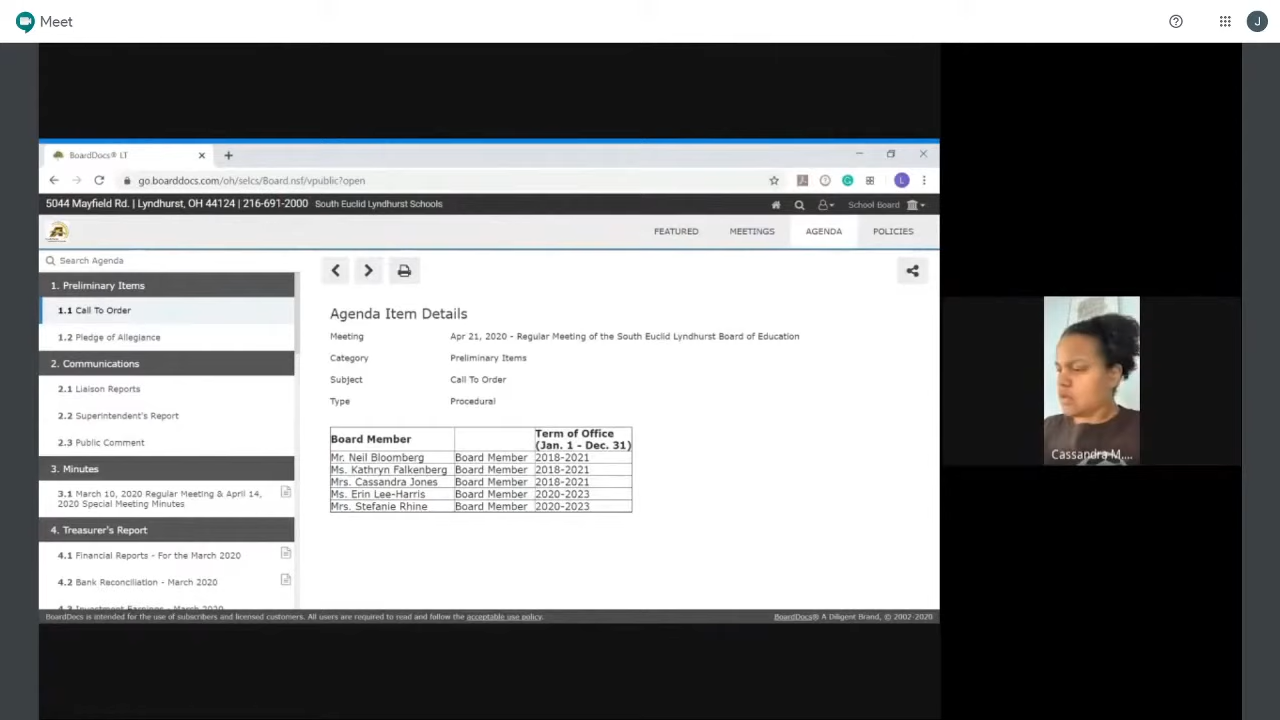 Meet
J
BoardDocs® LT
go.boarddocs.com/oh/selcs/Board.nsf/vpublic?open
L
5044 Mayfield Rd. | Lyndhurst, OH 44124 | 216-691-2000 South Euclid Lyndhurst Schools
School Board
FEATURED MEETINGS AGENDA POLICIES
Search Agenda
1. Preliminary Items
1.1 Call To Order
1.2 Pledge of Allegiance
2. Communications
2.1 Liaison Reports
2.2 Superintendent's Report
2.3 Public Comment
3. Minutes
3.1 March 10, 2020 Regular Meeting & April 14,
2020 Special Meeting Minutes
4. Treasurer's Report
4.1 Financial Reports - For the March 2020
4.2 Bank Reconciliation - March 2020
4.3 Investment Earnings - March 2020
Agenda Item Details
Meeting Apr 21, 2020 - Regular Meeting of the South Euclid Lyndhurst Board of Education
Category Preliminary Items
Subject Call To Order
Type Procedural
Board Member Term of Office
(Jan. 1 - Dec. 31)
Mr. Neil Bloomberg Board Member 2018-2021
Ms. Kathryn Falkenberg Board Member 2018-2021
Mrs. Cassandra Jones Board Member 2018-2021
Ms. Erin Lee-Harris Board Member 2020-2023
Mrs. Stefanie Rhine Board Member 2020-2023
BoardDocs is intended for the use of subscribers and licensed customers. All users are required to read and follow the acceptable use policy.
BoardDocs® A Diligent Brand, © 2002-2020
Cassandra M....